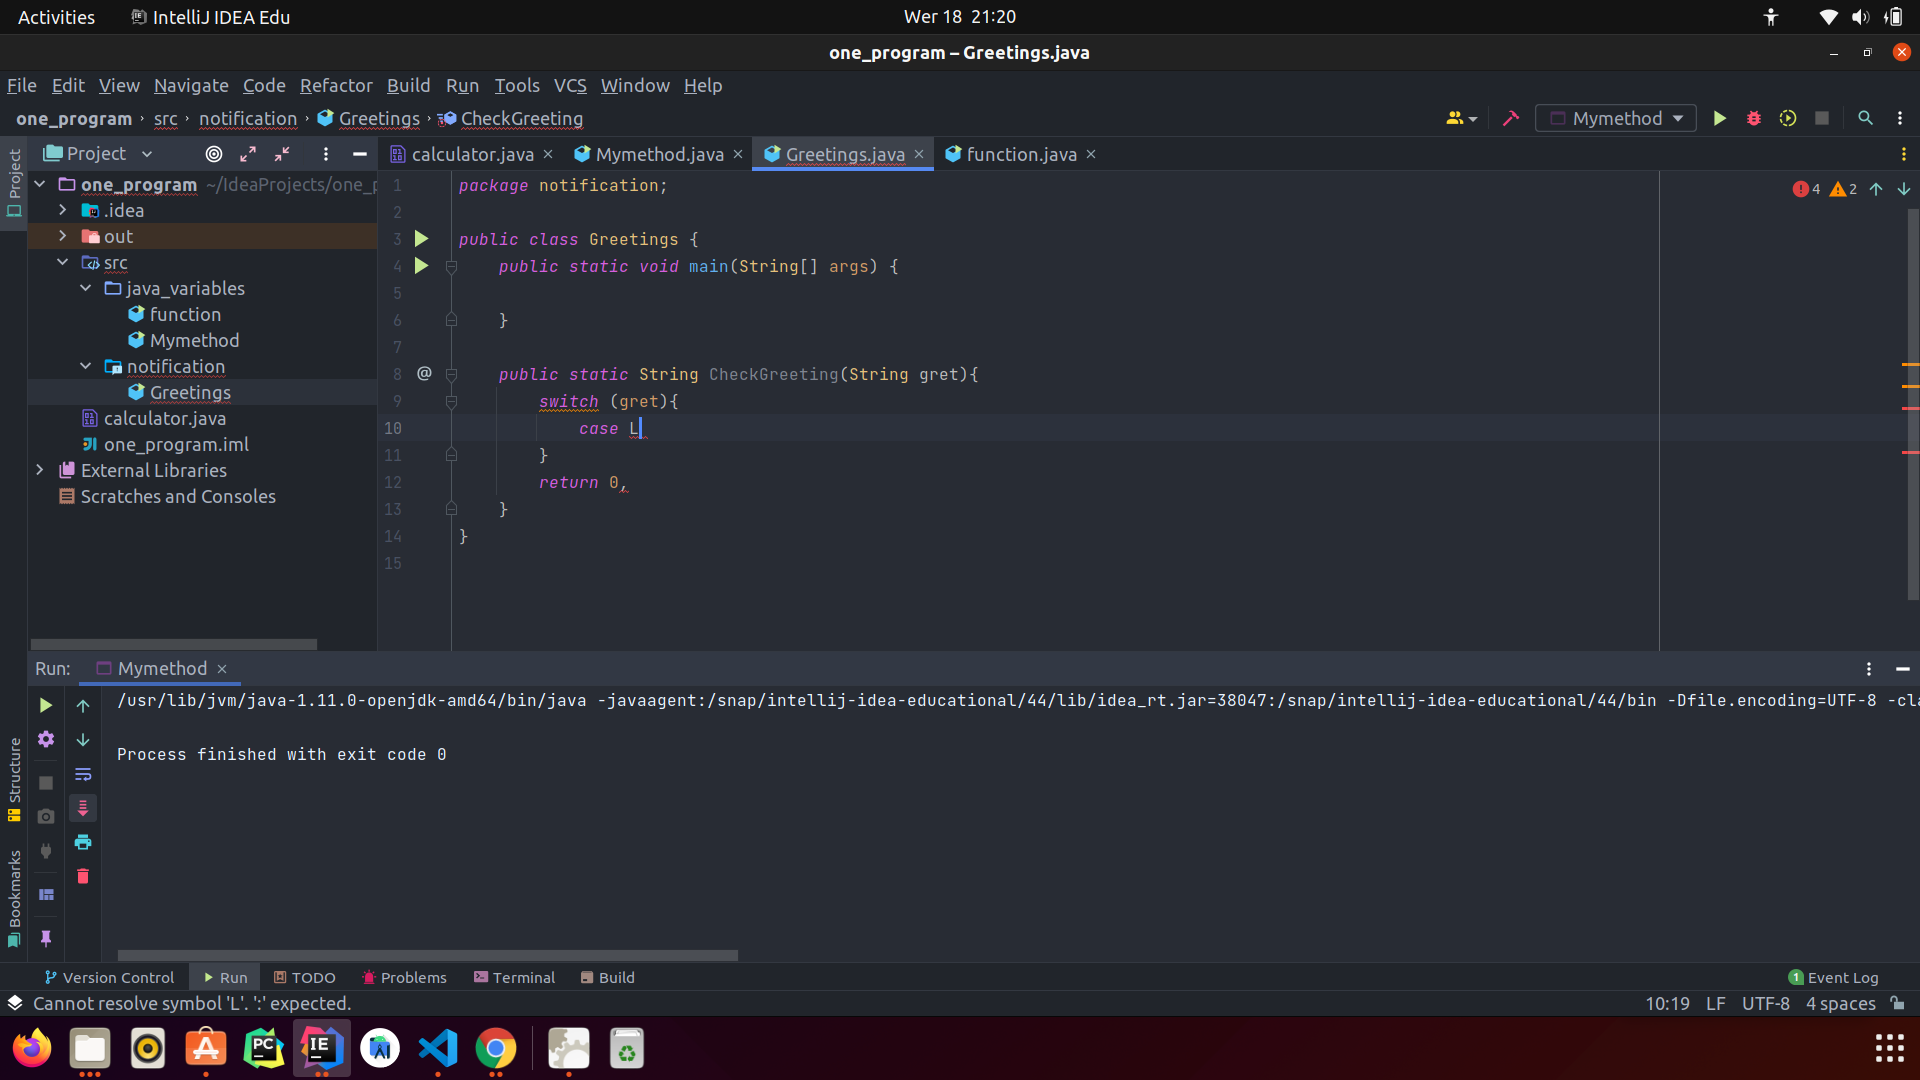 Activities IntelliJ IDEA Edu Wer 18 21:20
one_program – Greetings.java
File Edit View Navigate Code Refactor Build Run Tools VCS Window Help
one_program › src › notification › Greetings › CheckGreeting Mymethod
Project calculator.java × Mymethod.java × Greetings.java × function.java ×
Project
one_program ~/IdeaProjects/one_p
.idea
out
src
java_variables
function
Mymethod
notification
Greetings
calculator.java
one_program.iml
External Libraries
Scratches and Consoles
4 2
1 package notification;
2
3 public class Greetings {
4 public static void main(String[] args) {
5
6 }
7
8 @ public static String CheckGreeting(String gret){
9 switch (gret){
10 case L
11 }
12 return 0,
13 }
14 }
15
Run: Mymethod ×
/usr/lib/jvm/java-1.11.0-openjdk-amd64/bin/java -javaagent:/snap/intellij-idea-educational/44/lib/idea_rt.jar=38047:/snap/intellij-idea-educational/44/bin -Dfile.encoding=UTF-8 -cla
Process finished with exit code 0
Structure
Bookmarks
Version Control Run TODO Problems Terminal Build 1 Event Log
Cannot resolve symbol 'L'. ':' expected. 10:19 LF UTF-8 4 spaces
PC IE AI